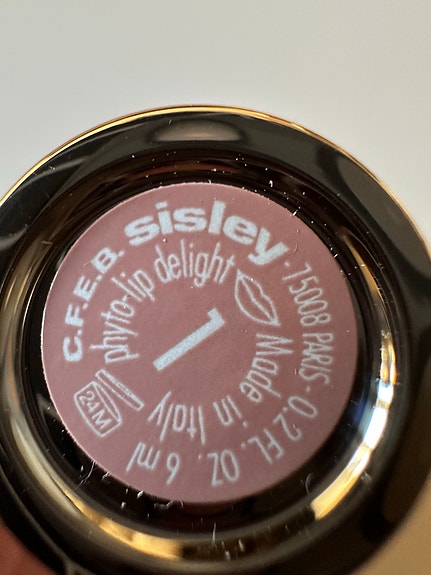 C.F.E.B. sisley - 75008 PARIS - 0.2 FL. OZ. 6 ml
phyto-lip delight
1
Made in Italy
24M